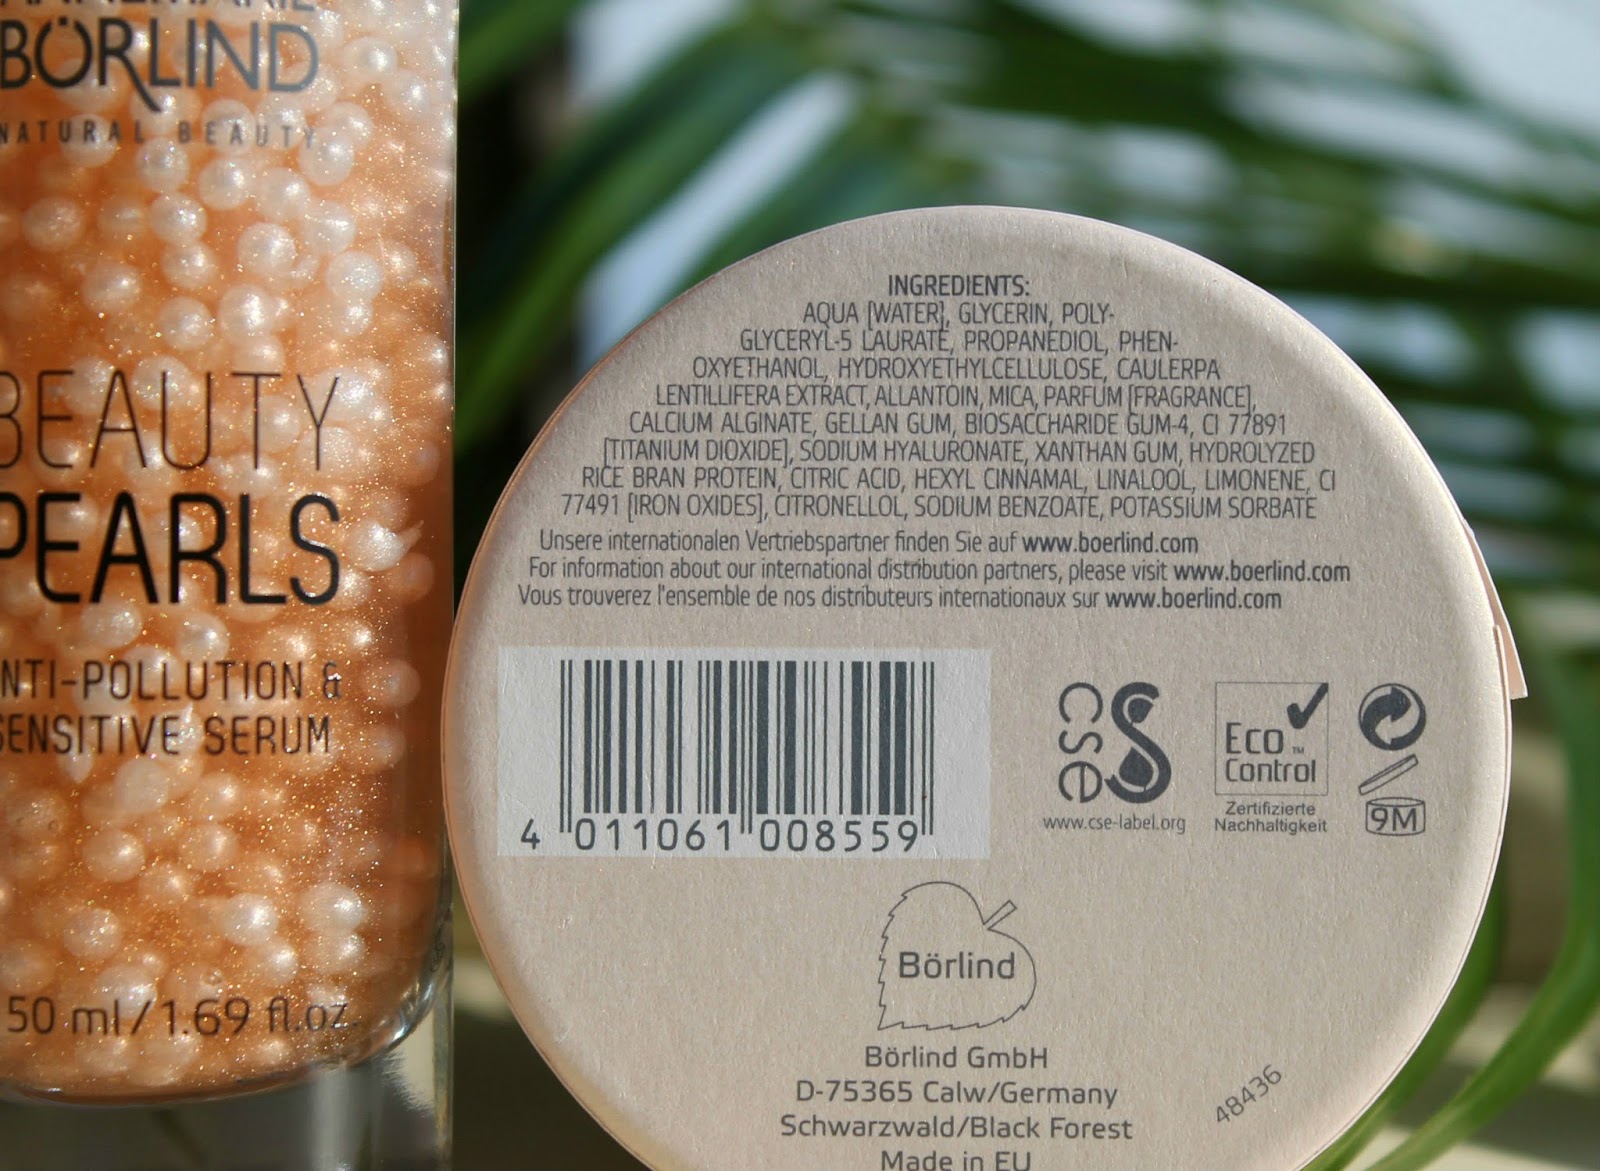 BÖRLIND
NATURAL BEAUTY
BEAUTY
PEARLS
NTI-POLLUTION &
SENSITIVE SERUM
50 ml/1.69 fl.oz.
INGREDIENTS:
AQUA [WATER], GLYCERIN, POLY-
GLYCERYL-5 LAURATE, PROPANEDIOL, PHEN-
OXYETHANOL, HYDROXYETHYLCELLULOSE, CAULERPA
LENTILLIFERA EXTRACT, ALLANTOIN, MICA, PARFUM [FRAGRANCE],
CALCIUM ALGINATE, GELLAN GUM, BIOSACCHARIDE GUM-4, CI 77891
[TITANIUM DIOXIDE], SODIUM HYALURONATE, XANTHAN GUM, HYDROLYZED
RICE BRAN PROTEIN, CITRIC ACID, HEXYL CINNAMAL, LINALOOL, LIMONENE, CI
77491 [IRON OXIDES], CITRONELLOL, SODIUM BENZOATE, POTASSIUM SORBATE
Unsere internationalen Vertriebspartner finden Sie auf www.boerlind.com
For information about our international distribution partners, please visit www.boerlind.com
Vous trouverez l'ensemble de nos distributeurs internationaux sur www.boerlind.com
4 011061 008559
cse
www.cse-label.org
Eco™
Control
Zertifizierte
Nachhaltigkeit
9M
Börlind
Börlind GmbH
D-75365 Calw/Germany
Schwarzwald/Black Forest
Made in EU
48436